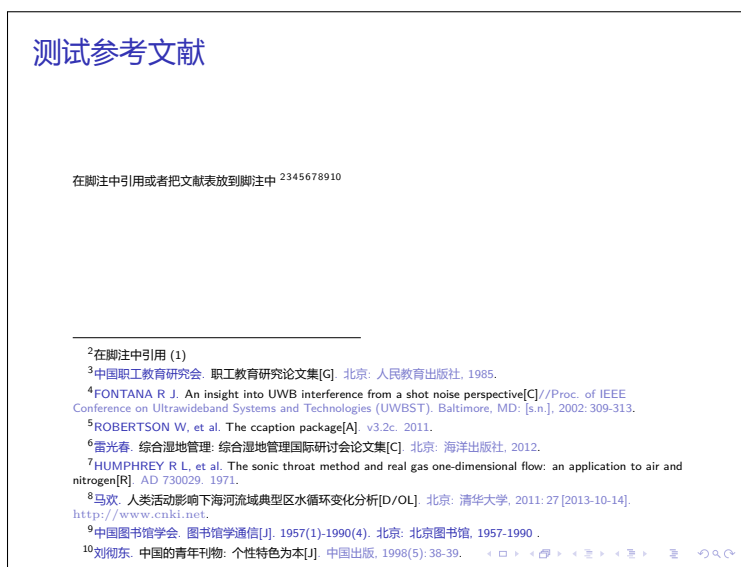 测试参考文献
在脚注中引用或者把文献表放到脚注中 2345678910
2在脚注中引用 (1)
3中国职工教育研究会. 职工教育研究论文集[G]. 北京: 人民教育出版社, 1985.
4FONTANA R J. An insight into UWB interference from a shot noise perspective[C]//Proc. of IEEE
Conference on Ultrawideband Systems and Technologies (UWBST). Baltimore, MD: [s.n.], 2002: 309-313.
5ROBERTSON W, et al. The ccaption package[A]. v3.2c. 2011.
6雷光春. 综合湿地管理: 综合湿地管理国际研讨会论文集[C]. 北京: 海洋出版社, 2012.
7HUMPHREY R L, et al. The sonic throat method and real gas one-dimensional flow: an application to air and
nitrogen[R]. AD 730029. 1971.
8马欢. 人类活动影响下海河流域典型区水循环变化分析[D/OL]. 北京: 清华大学, 2011: 27 [2013-10-14].
http://www.cnki.net.
9中国图书馆学会. 图书馆学通信[J]. 1957(1)-1990(4). 北京: 北京图书馆, 1957-1990 .
10刘彻东. 中国的青年刊物: 个性特色为本[J]. 中国出版, 1998(5): 38-39.